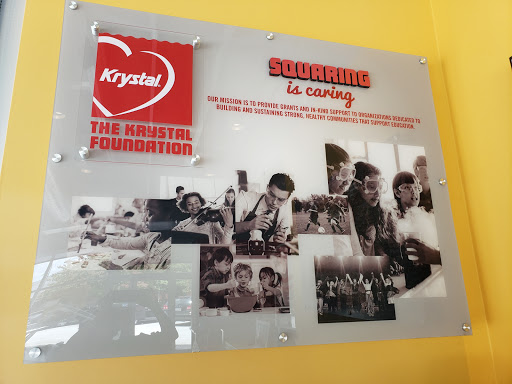 Krystal
THE KRYSTAL
FOUNDATION
SQUARING
is caring
OUR MISSION IS TO PROVIDE GRANTS AND IN-KIND SUPPORT TO ORGANIZATIONS DEDICATED TO
BUILDING AND SUSTAINING STRONG, HEALTHY COMMUNITIES THAT SUPPORT EDUCATION.